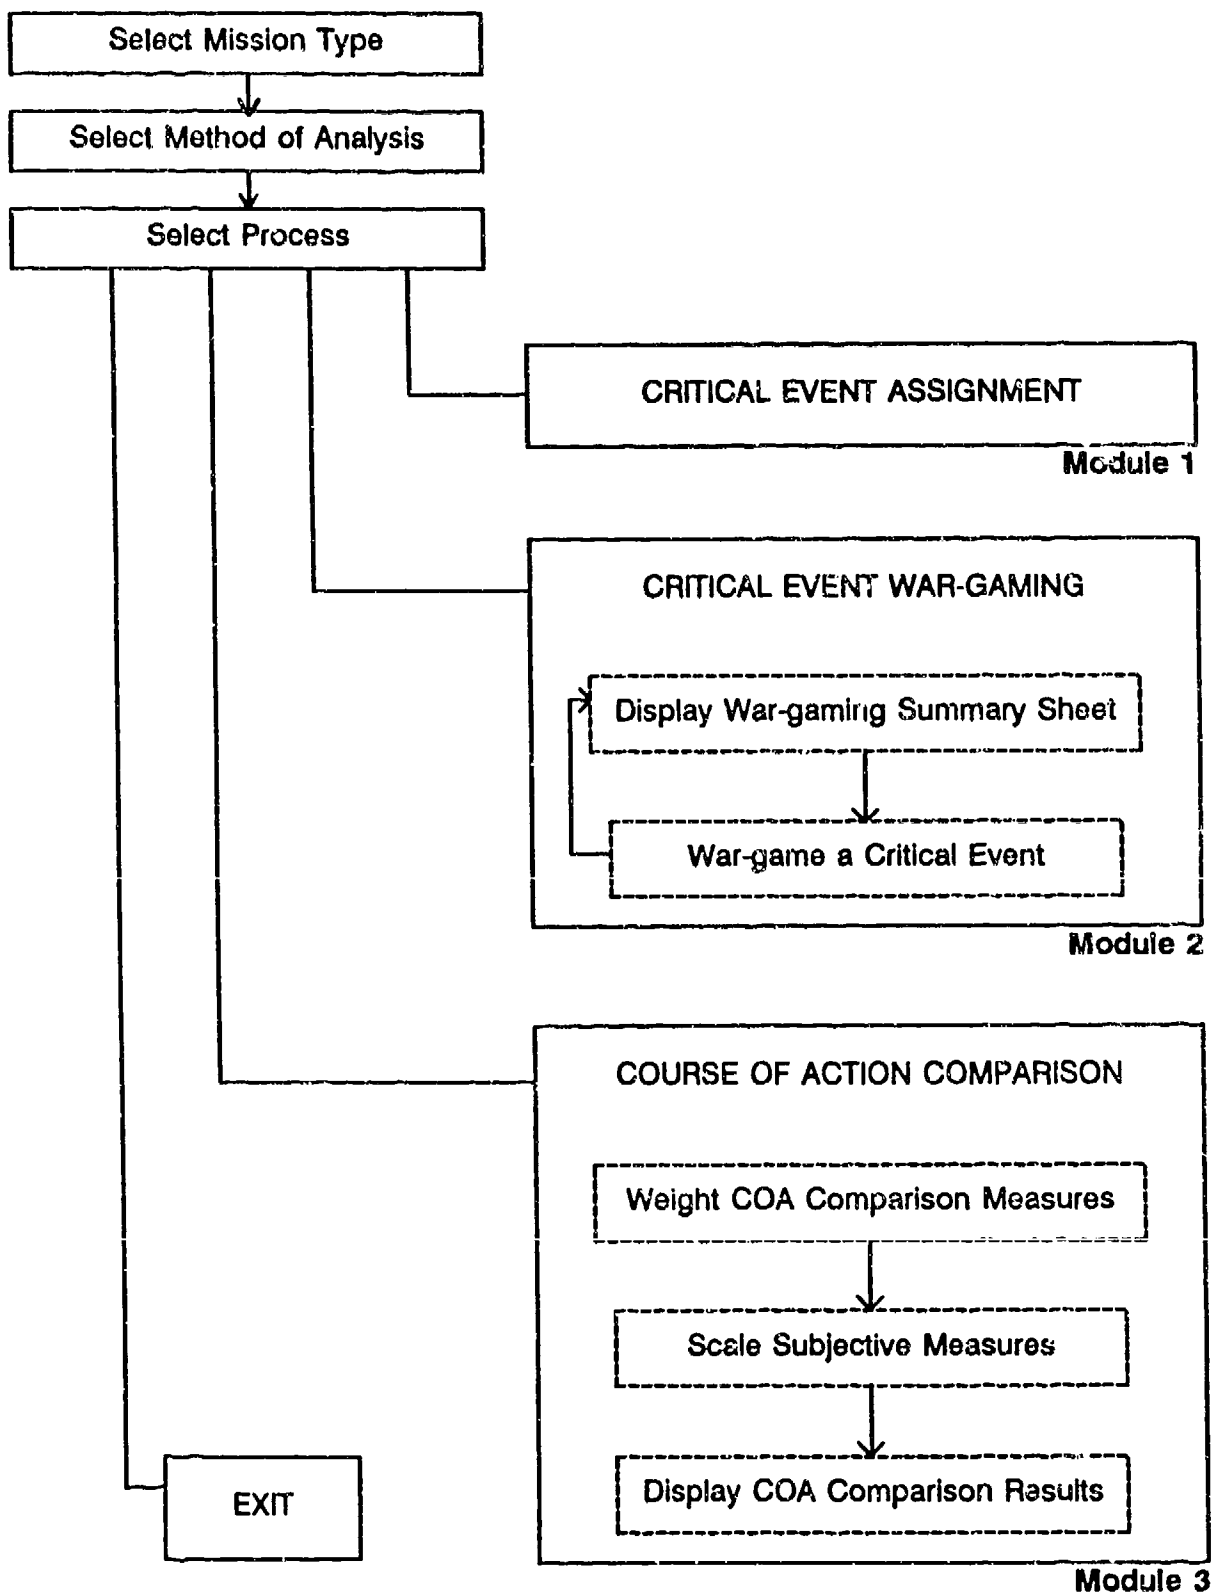 Select Mission Type
Select Method of Analysis
Select Process
CRITICAL EVENT ASSIGNMENT
Module 1
CRITICAL EVENT WAR-GAMING
Display War-gaming Summary Sheet
War-game a Critical Event
Module 2
COURSE OF ACTION COMPARISON
Weight COA Comparison Measures
Scale Subjective Measures
Display COA Comparison Results
EXIT
Module 3